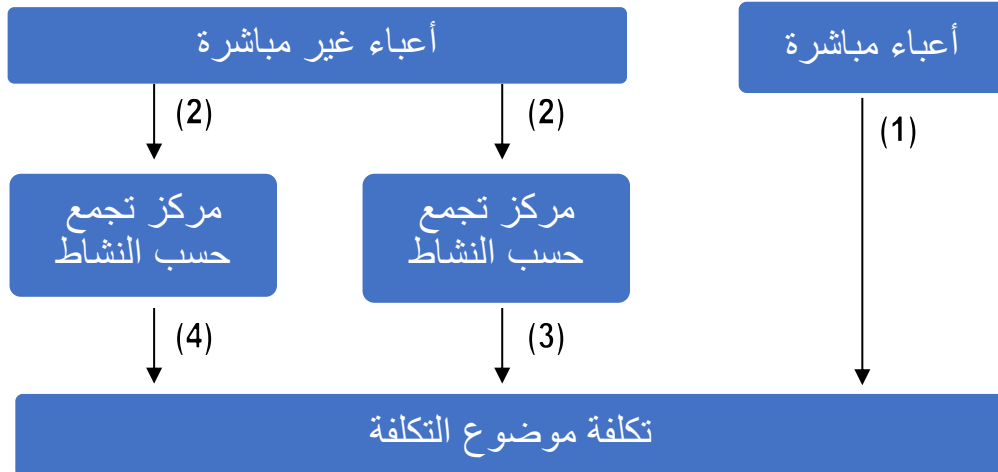 أعباء مباشرة
أعباء غير مباشرة
(1)
(2)
(2)
مركز تجمع
حسب النشاط
مركز تجمع
حسب النشاط
(3)
(4)
تكلفة موضوع التكلفة